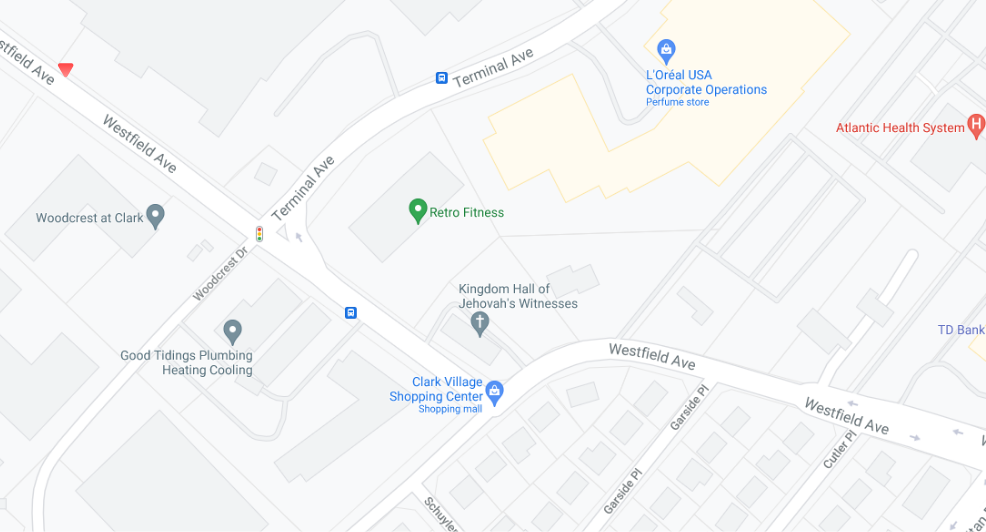 Westfield Ave
Terminal Ave
L'Oréal USA
Corporate Operations
Perfume store
Westfield Ave
Atlantic Health System
H
Terminal Ave
Woodcrest at Clark
Retro Fitness
Woodcrest Dr
Kingdom Hall of
Jehovah's Witnesses
TD Bank
Good Tidings Plumbing
Heating Cooling
Westfield Ave
Clark Village
Shopping Center
Shopping mall
Garside Pl
Westfield Ave
Cutler Pl
Garside Pl
Schuyler